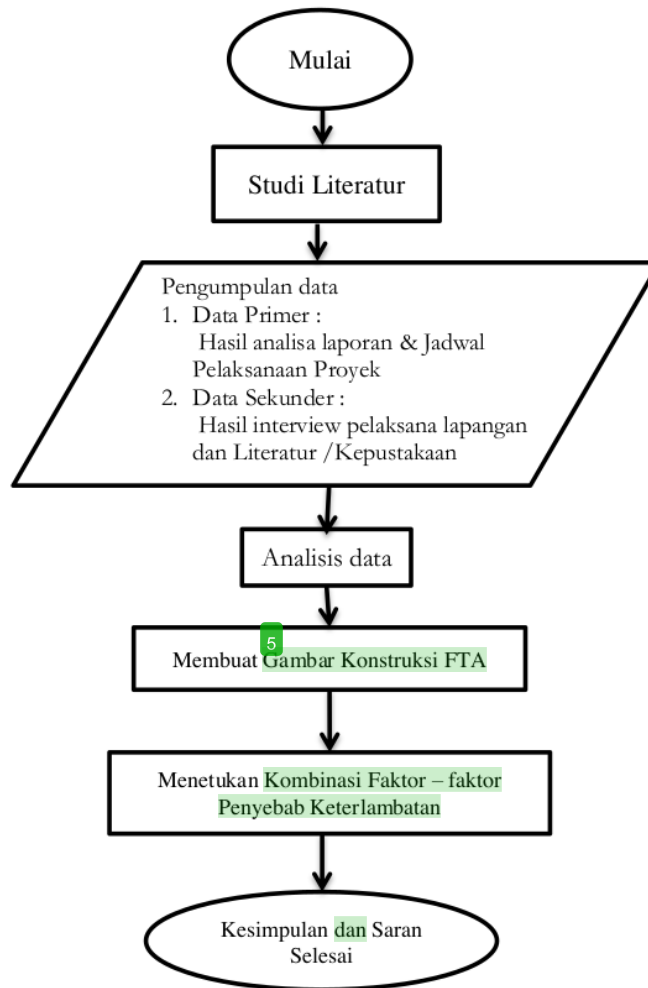 Mulai
Studi Literatur
Pengumpulan data
1. Data Primer :
Hasil analisa laporan & Jadwal
Pelaksanaan Proyek
2. Data Sekunder :
Hasil interview pelaksana lapangan
dan Literatur /Kepustakaan
Analisis data
5
Membuat Gambar Konstruksi FTA
Menetukan Kombinasi Faktor – faktor
Penyebab Keterlambatan
Kesimpulan dan Saran
Selesai